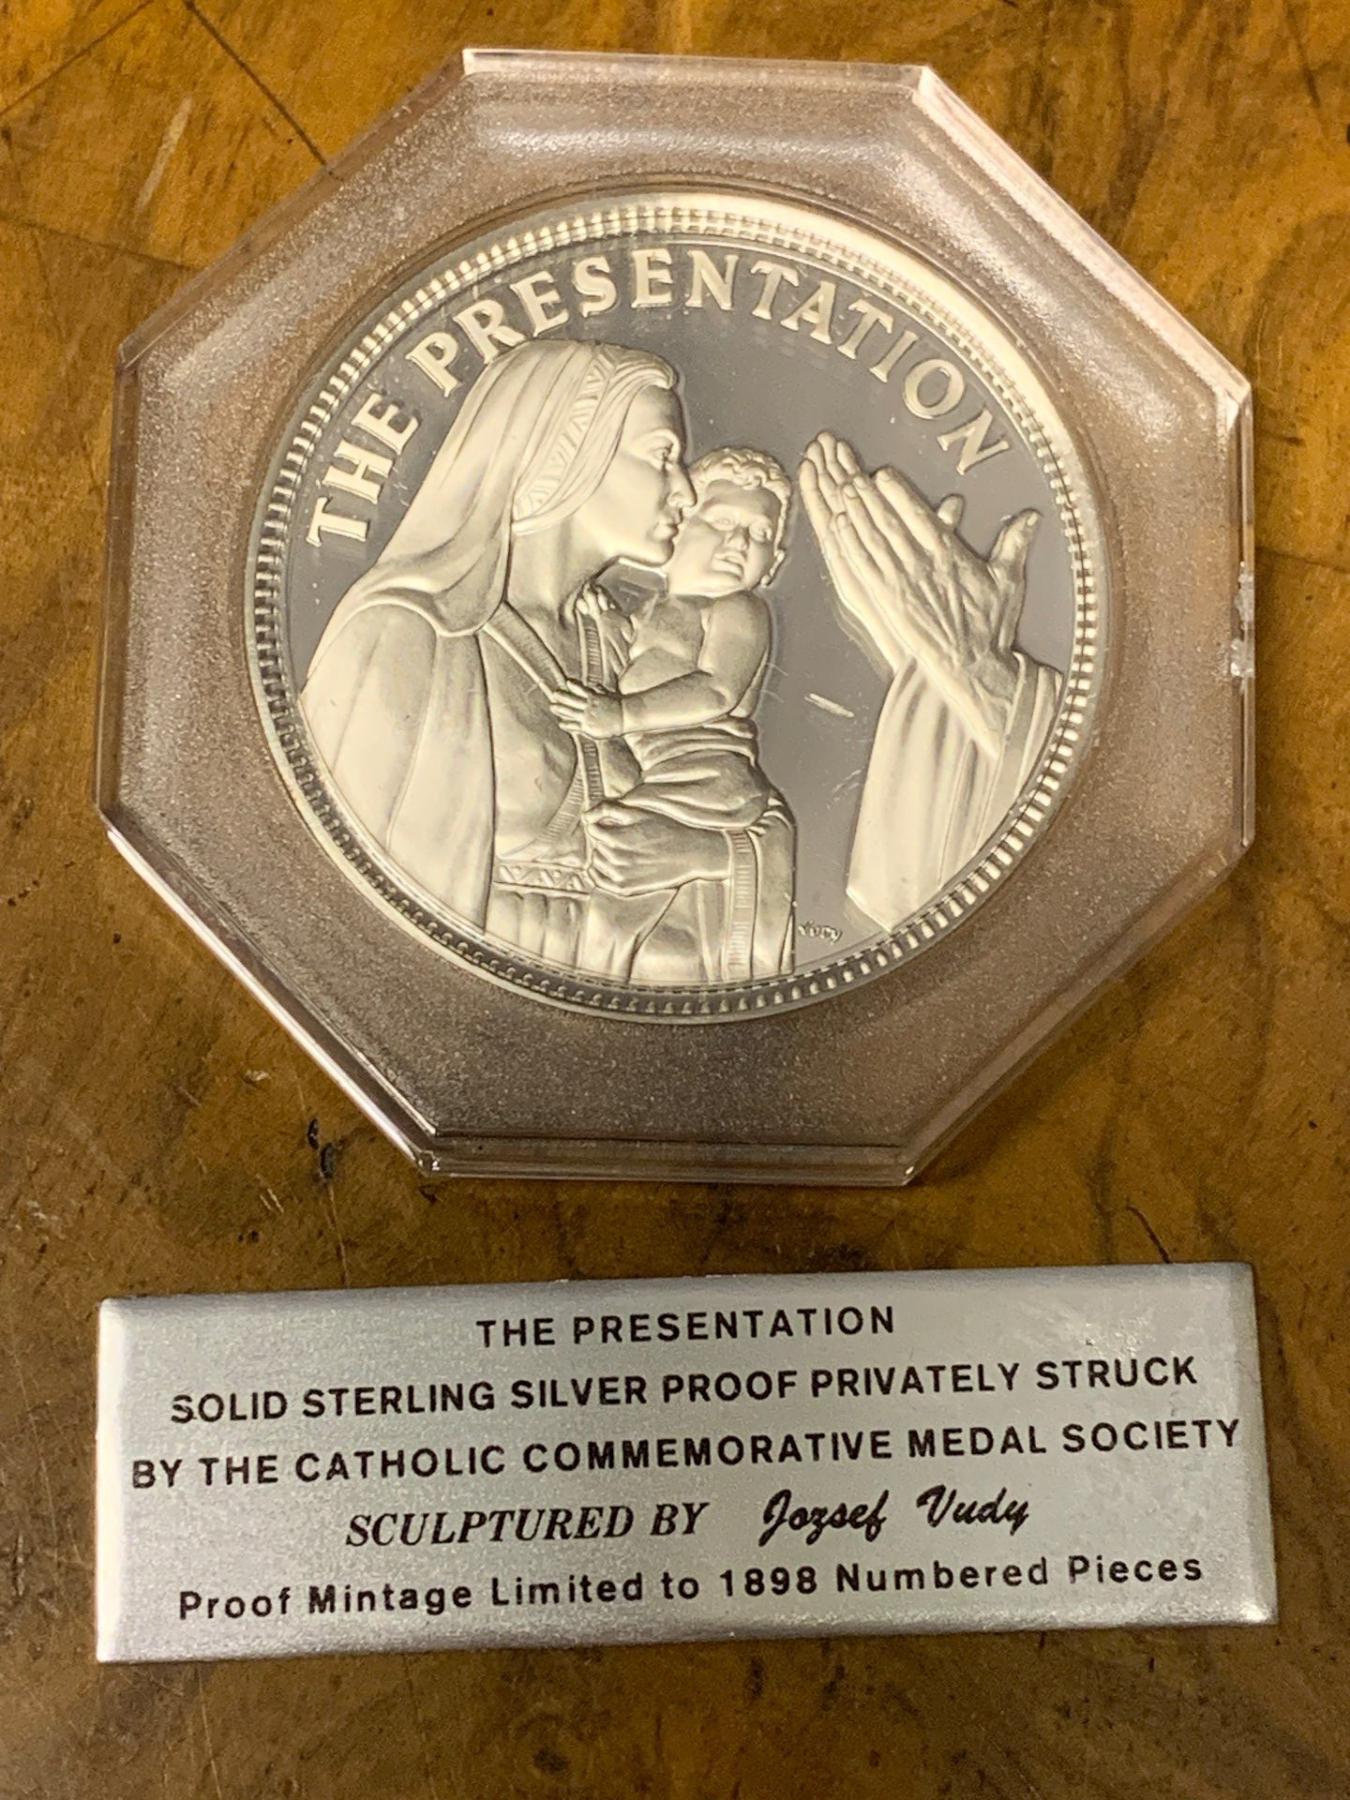 THE PRESENTATION
Vudy
THE PRESENTATION
SOLID STERLING SILVER PROOF PRIVATELY STRUCK
BY THE CATHOLIC COMMEMORATIVE MEDAL SOCIETY
SCULPTURED BY Jozsef Vudy
Proof Mintage Limited to 1898 Numbered Pieces